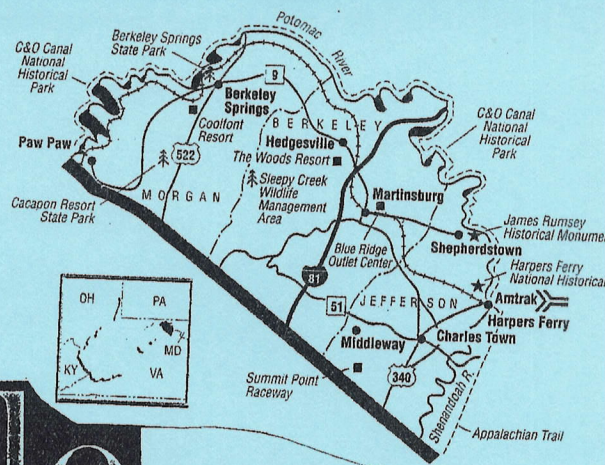 Potomac
River
Berkeley Springs
State Park
C&O Canal
National
Historical
Park
9
Berkeley
Springs
BERKELEY
C&O Canal
National
Historical
Park
Coolfont
Resort
Hedgesville
Paw Paw
522
The Woods Resort
Sleepy Creek
Wildlife
Management
Area
Martinsburg
Cacapon Resort
State Park
MORGAN
James Rumsey
Historical Monume
Shepherdstown
Blue Ridge
Outlet Center
Harpers Ferry
National Historical
81
OH
PA
MD
KY
VA
51
JEFFERSON
Amtrak
Harpers Ferry
Middleway
Charles Town
Summit Point
Raceway
340
Shenandoah R.
Appalachian Trail